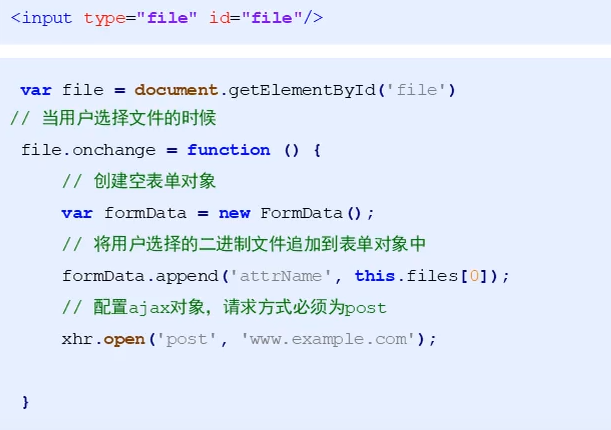 <input type="file" id="file"/>
var file = document.getElementById('file')
// 当用户选择文件的时候
file.onchange = function () {
// 创建空表单对象
var formData = new FormData();
// 将用户选择的二进制文件追加到表单对象中
formData.append('attrName', this.files[0]);
// 配置ajax对象，请求方式必须为post
xhr.open('post', 'www.example.com');
}